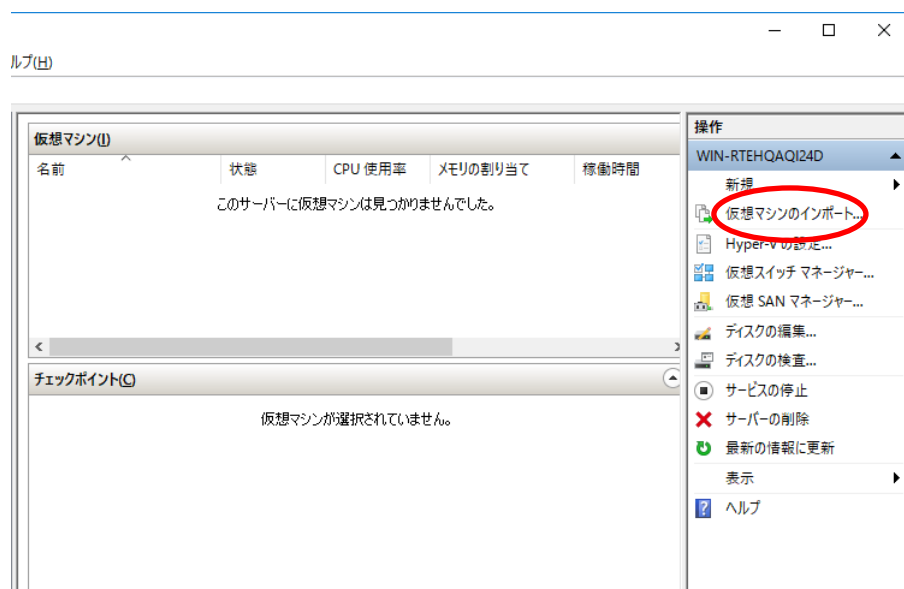 ルプ(H)
仮想マシン(I)
名前 状態 CPU 使用率 メモリの割り当て 稼働時間
このサーバーに仮想マシンは見つかりませんでした。
チェックポイント(C)
仮想マシンが選択されていません。
操作
WIN-RTEHQAQI24D
新規
仮想マシンのインポート...
Hyper-V の設定...
仮想スイッチ マネージャー...
仮想 SAN マネージャー...
ディスクの編集...
ディスクの検査...
サービスの停止
サーバーの削除
最新の情報に更新
表示
ヘルプ